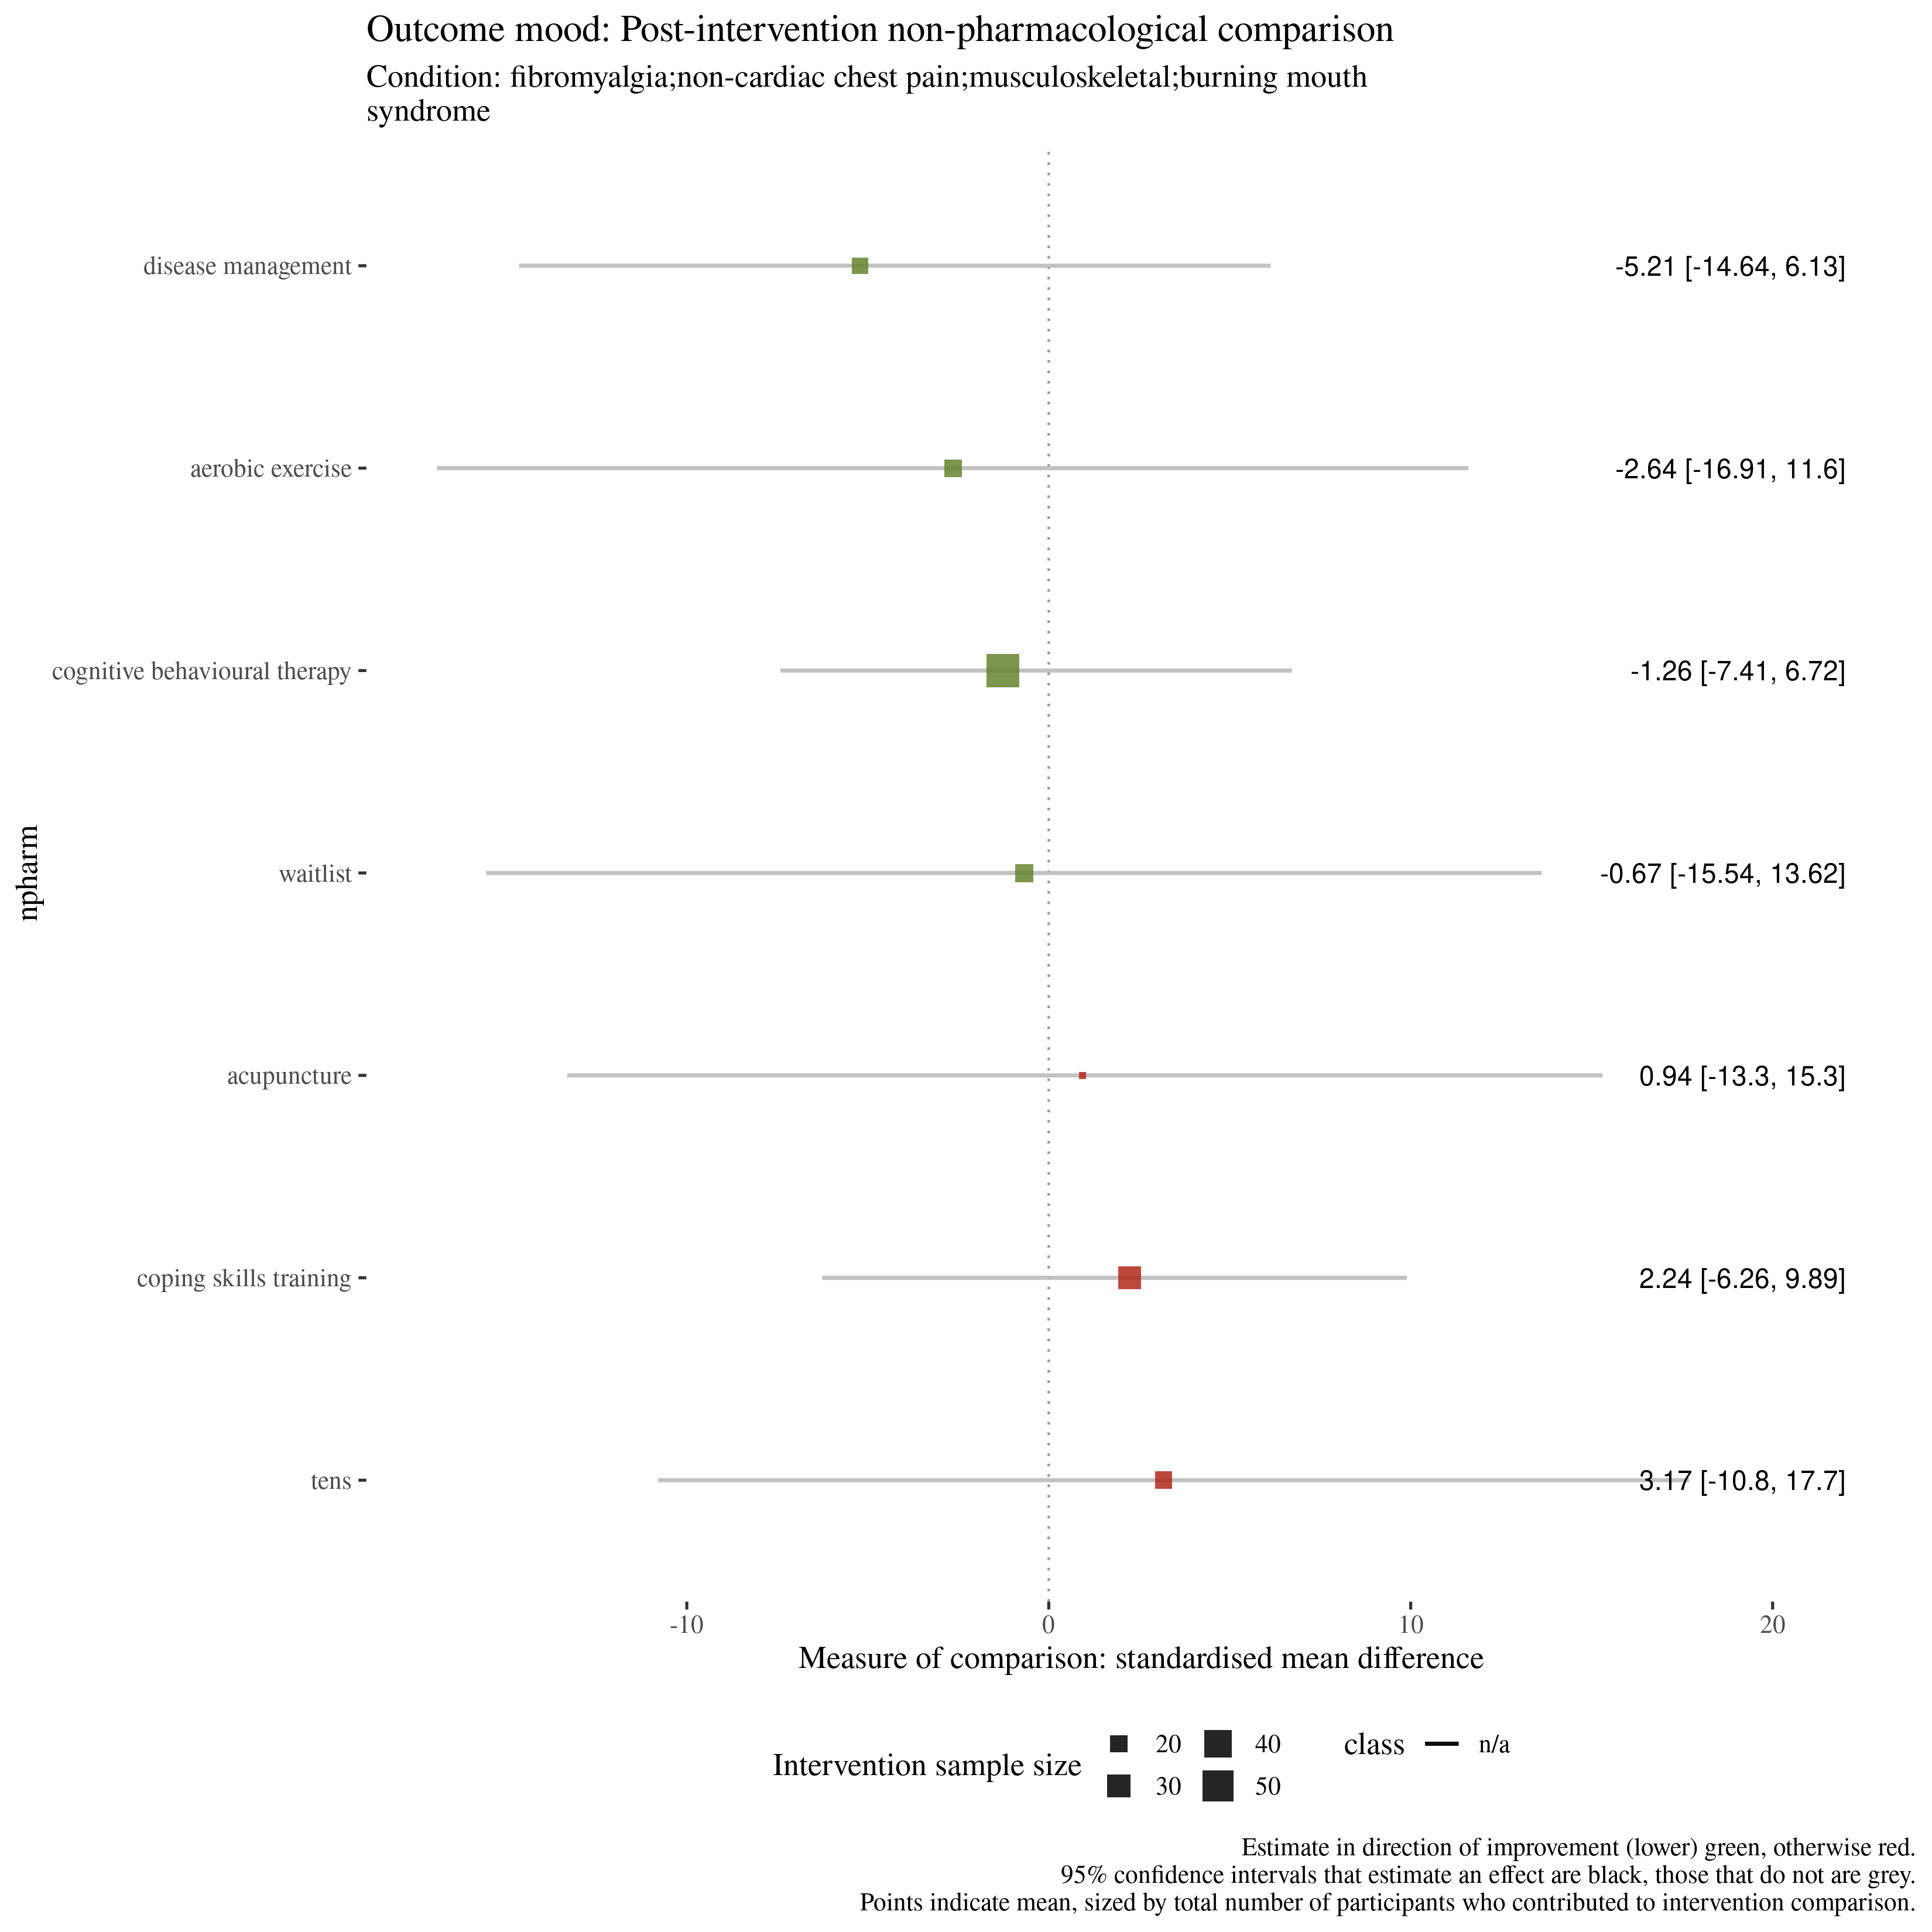 Outcome mood: Post-intervention non-pharmacological comparison
Condition: fibromyalgia;non-cardiac chest pain;musculoskeletal;burning mouth
syndrome
npharm
disease management
-5.21 [-14.64, 6.13]
aerobic exercise
-2.64 [-16.91, 11.6]
cognitive behavioural therapy
-1.26 [-7.41, 6.72]
waitlist
-0.67 [-15.54, 13.62]
acupuncture
0.94 [-13.3, 15.3]
coping skills training
2.24 [-6.26, 9.89]
tens
3.17 [-10.8, 17.7]
-10 0 10 20
Measure of comparison: standardised mean difference
Intervention sample size
20 40
30 50
class n/a
Estimate in direction of improvement (lower) green, otherwise red.
95% confidence intervals that estimate an effect are black, those that do not are grey.
Points indicate mean, sized by total number of participants who contributed to intervention comparison.